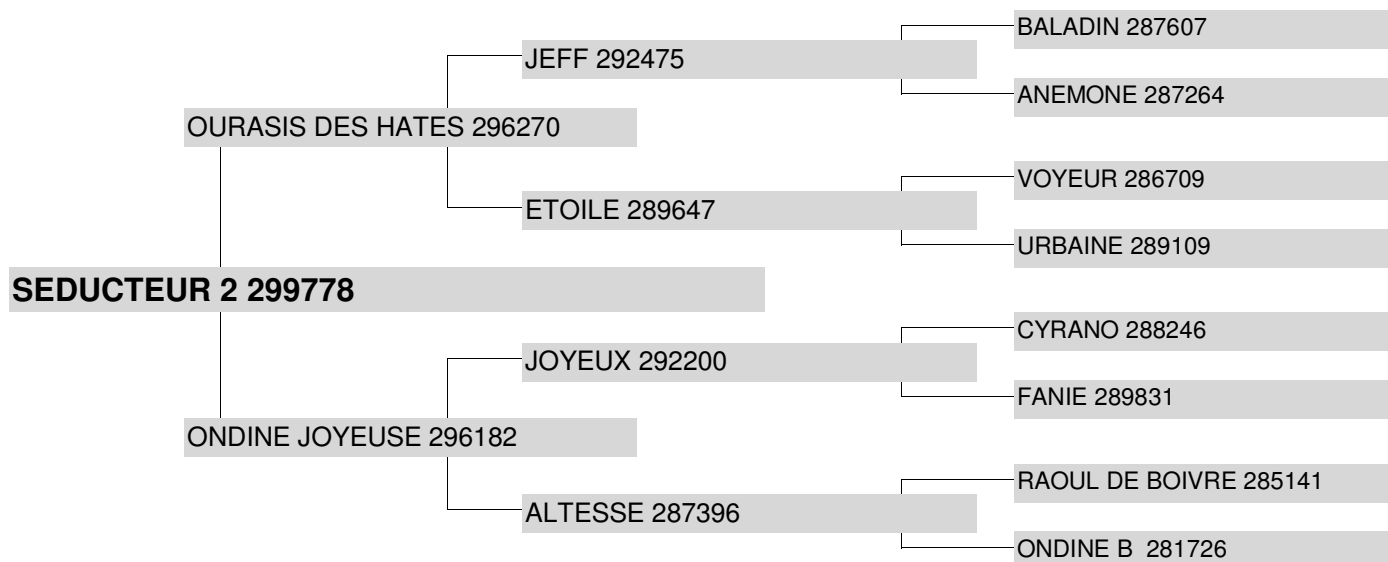 BALADIN 287607
JEFF 292475
ANEMONE 287264
OURASIS DES HATES 296270
VOYEUR 286709
ETOILE 289647
URBAINE 289109
SEDUCTEUR 2 299778
CYRANO 288246
JOYEUX 292200
FANIE 289831
ONDINE JOYEUSE 296182
RAOUL DE BOIVRE 285141
ALTESSE 287396
ONDINE B  281726